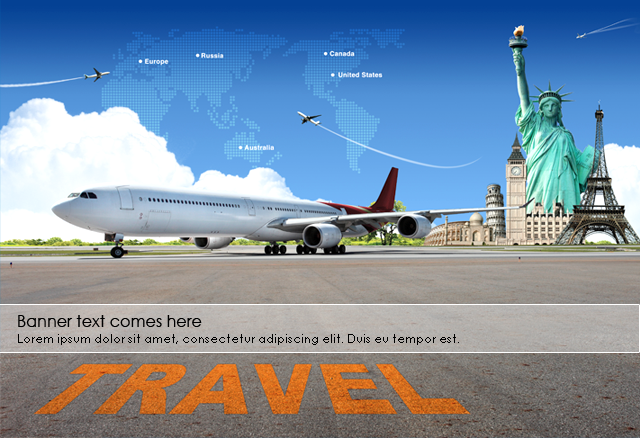 Europe
Russia
Canada
United States
Australia
Banner text comes here
Lorem ipsum dolor sit amet, consectetur adipiscing elit. Duis eu tempor est.
TRAVEL